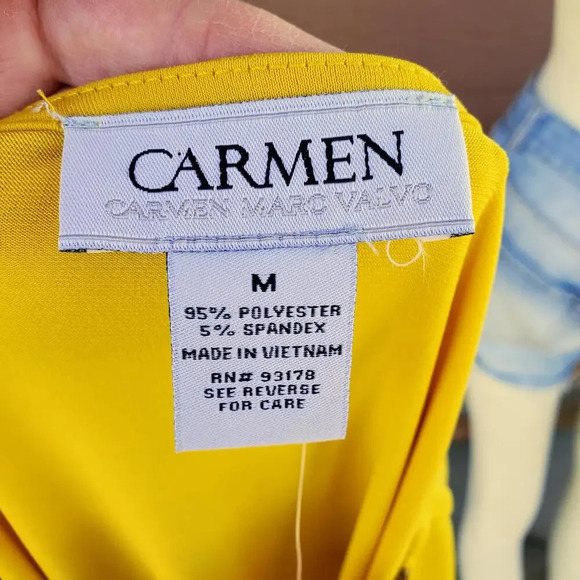 CARMEN
CARMEN MARC VALVO
M
95% POLYESTER
5% SPANDEX
MADE IN VIETNAM
RN# 93178
SEE REVERSE
FOR CARE